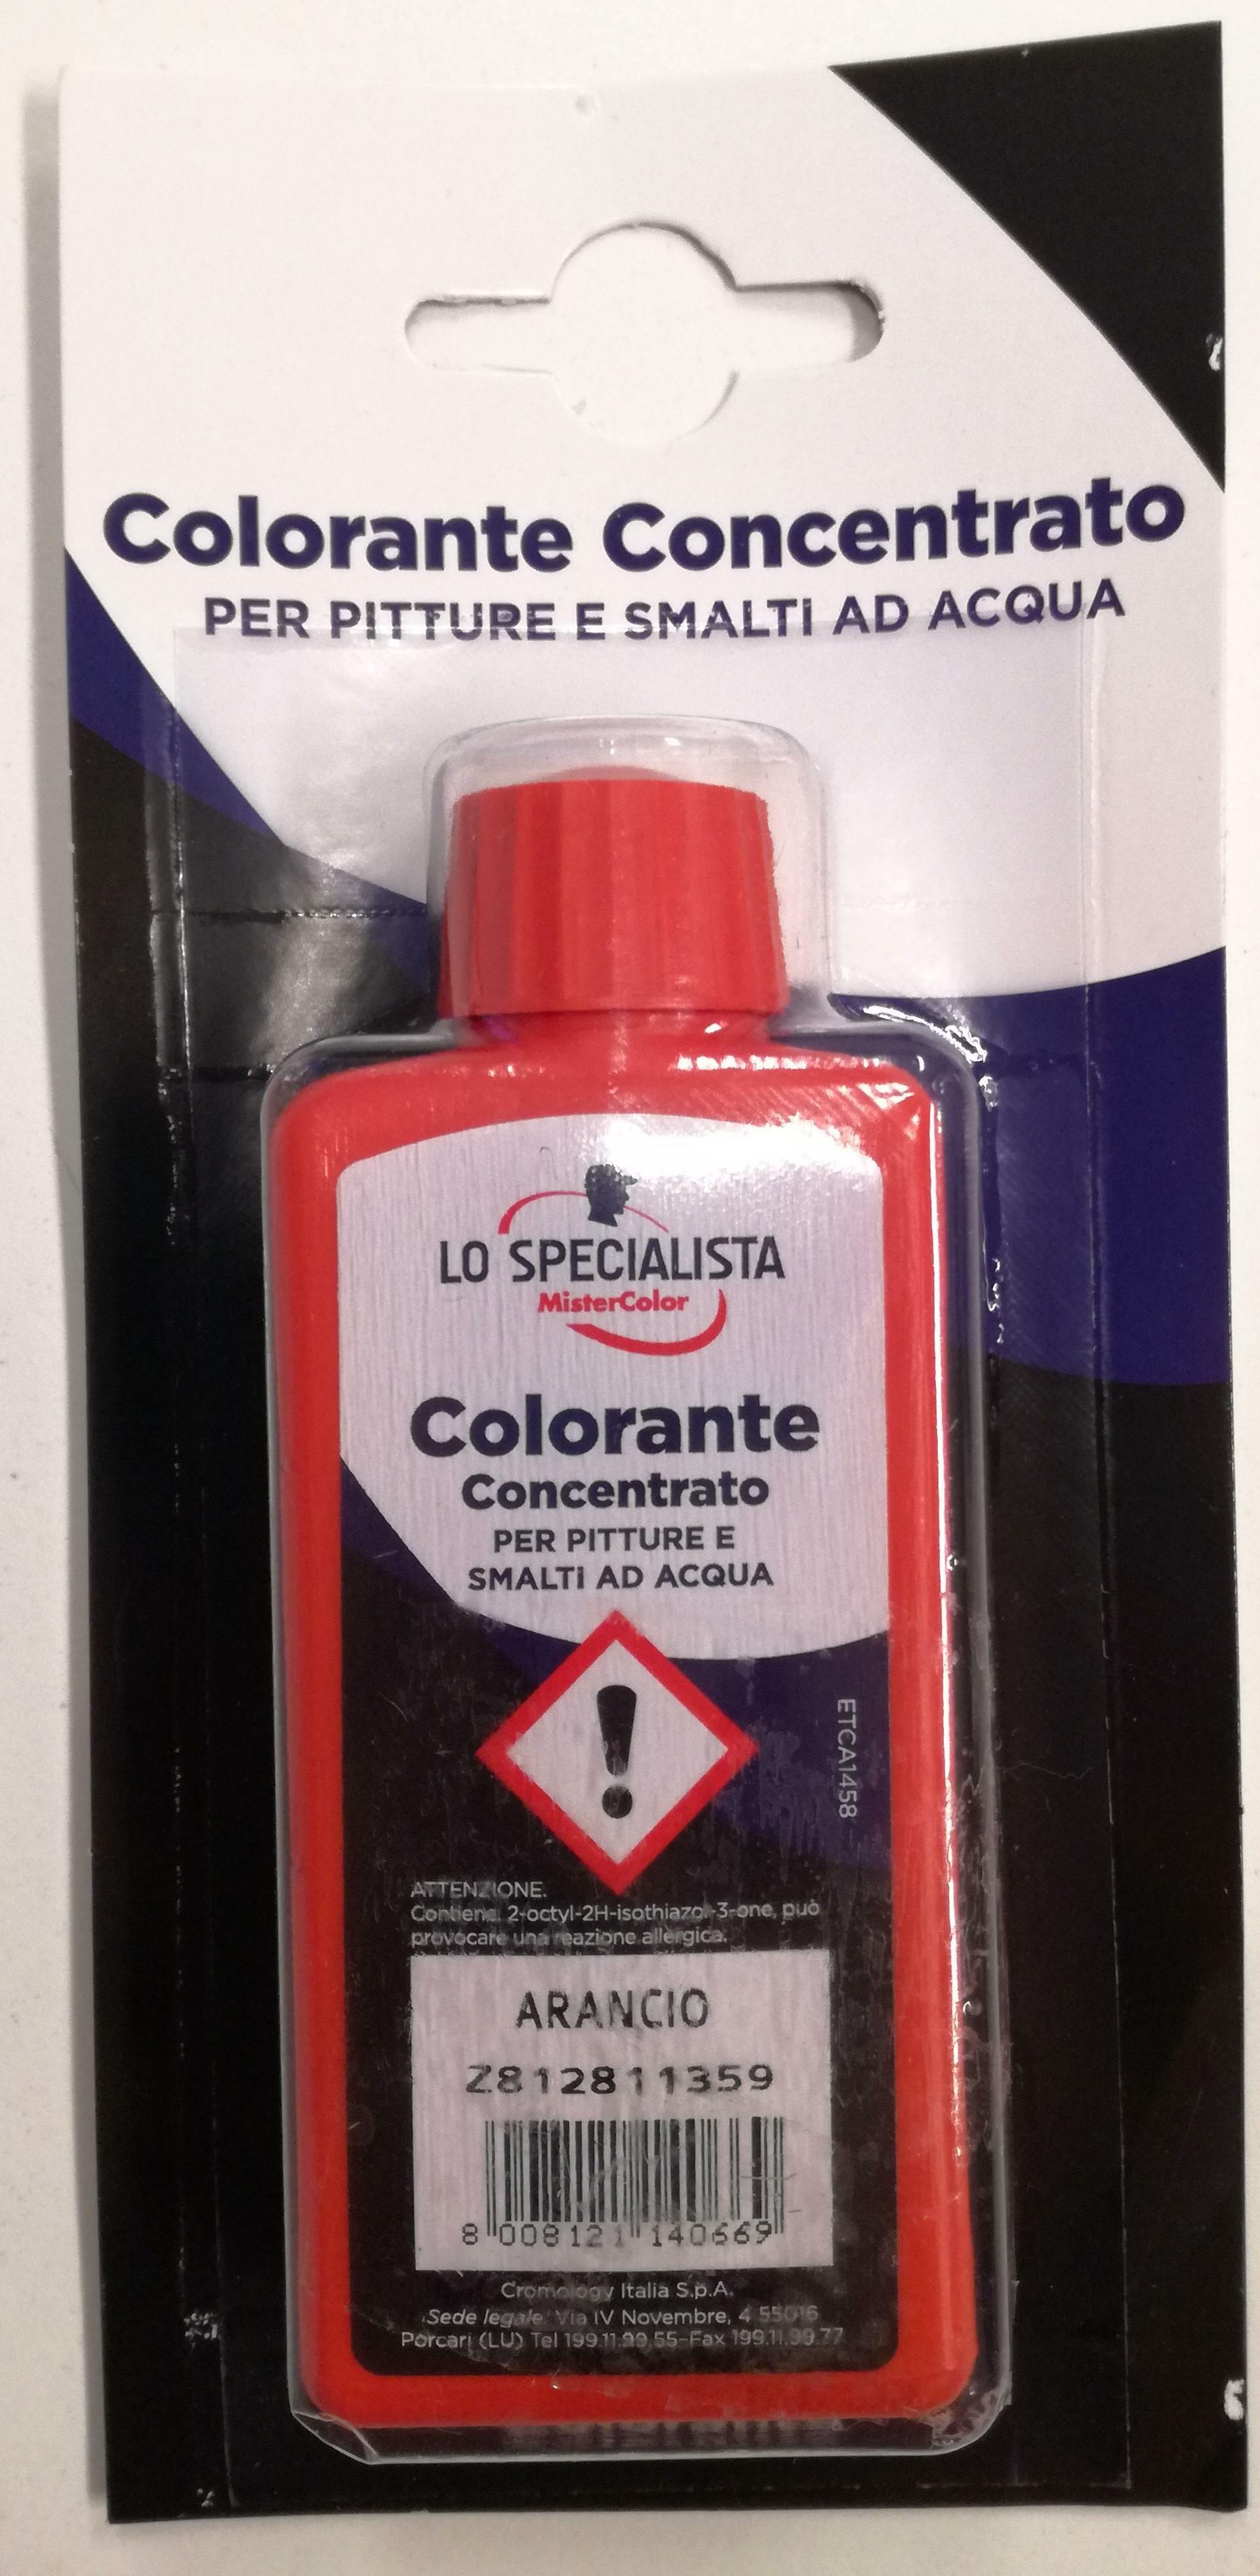 Colorante Concentrato
PER PITTURE E SMALTI AD ACQUA
LO SPECIALISTA
MisterColor
Colorante
Concentrato
PER PITTURE E
SMALTI AD ACQUA
ETCA1458
ATTENZIONE.
Contiene. 2-octyl-2H-isothiazol-3-one, può
provocare una reazione allergica.
ARANCIO
Z812811359
8 008121 140669
Cromology Italia S.p.A.
Sede legale: Via IV Novembre, 4 55016
Porcari (LU) Tel 199.11.99.55-Fax 199.11.99.77